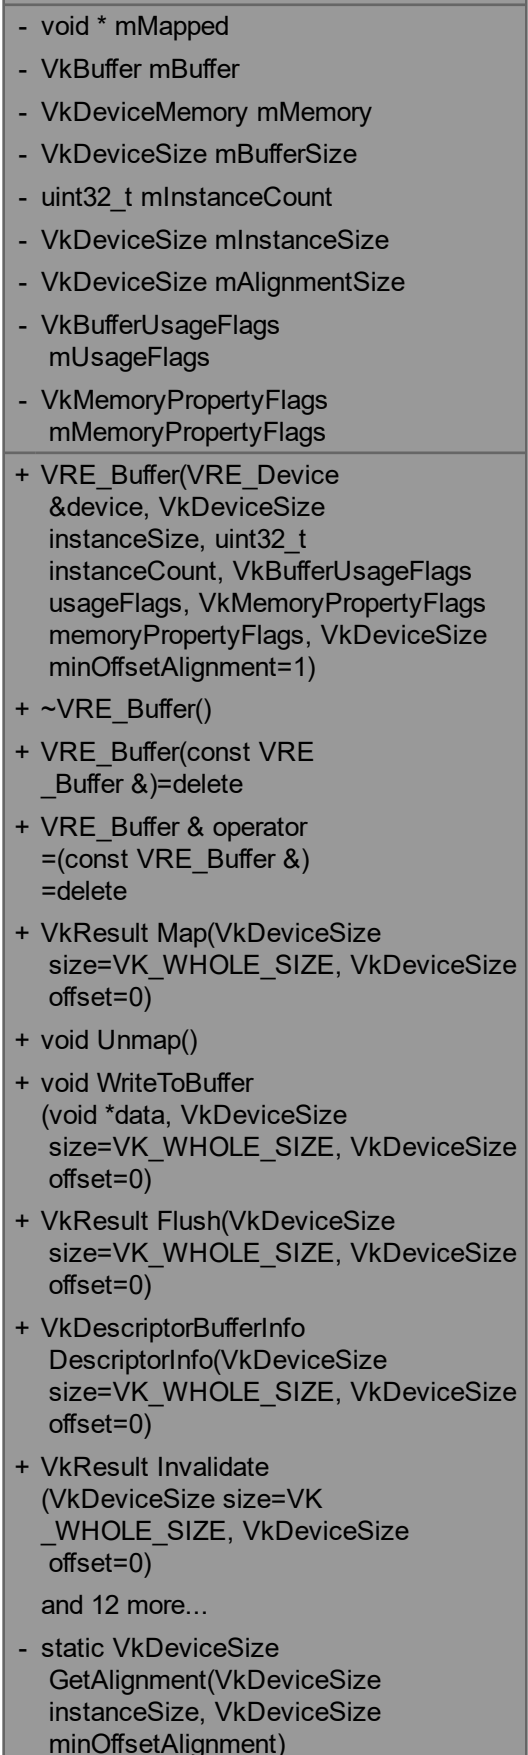 - void * mMapped
- VkBuffer mBuffer
- VkDeviceMemory mMemory
- VkDeviceSize mBufferSize
- uint32_t mInstanceCount
- VkDeviceSize mInstanceSize
- VkDeviceSize mAlignmentSize
- VkBufferUsageFlags
mUsageFlags
- VkMemoryPropertyFlags
mMemoryPropertyFlags
+ VRE_Buffer(VRE_Device
&device, VkDeviceSize
instanceSize, uint32_t
instanceCount, VkBufferUsageFlags
usageFlags, VkMemoryPropertyFlags
memoryPropertyFlags, VkDeviceSize
minOffsetAlignment=1)
+ ~VRE_Buffer()
+ VRE_Buffer(const VRE
_Buffer &)=delete
+ VRE_Buffer & operator
=(const VRE_Buffer &)
=delete
+ VkResult Map(VkDeviceSize
size=VK_WHOLE_SIZE, VkDeviceSize
offset=0)
+ void Unmap()
+ void WriteToBuffer
(void *data, VkDeviceSize
size=VK_WHOLE_SIZE, VkDeviceSize
offset=0)
+ VkResult Flush(VkDeviceSize
size=VK_WHOLE_SIZE, VkDeviceSize
offset=0)
+ VkDescriptorBufferInfo
DescriptorInfo(VkDeviceSize
size=VK_WHOLE_SIZE, VkDeviceSize
offset=0)
+ VkResult Invalidate
(VkDeviceSize size=VK
_WHOLE_SIZE, VkDeviceSize
offset=0)
and 12 more...
- static VkDeviceSize
GetAlignment(VkDeviceSize
instanceSize, VkDeviceSize
minOffsetAlignment)